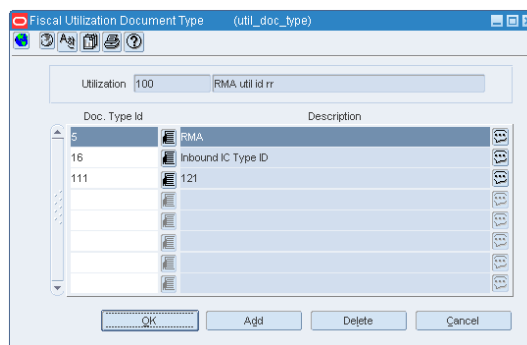 Fiscal Utilization Document Type (util_doc_type)
Utilization 100 RMA util id rr
Doc. Type Id Description
5 RMA
16 Inbound IC Type ID
111 121
OK Add Delete Cancel